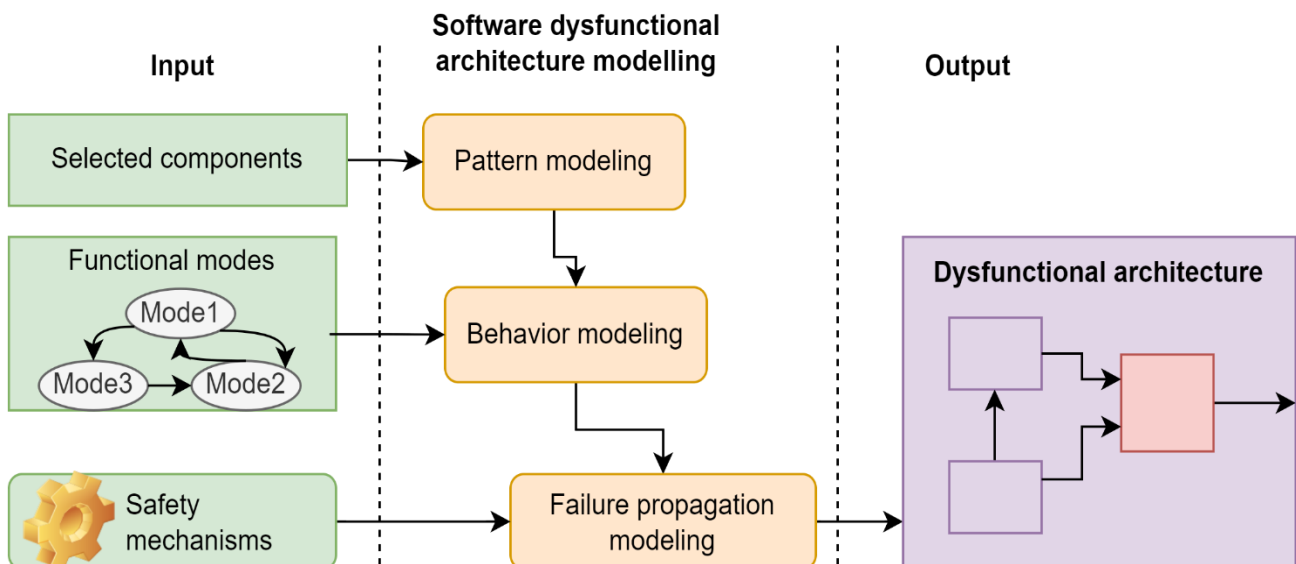 Input
Software dysfunctional
architecture modelling
Output
Selected components
Pattern modeling
Functional modes
Mode1
Mode3
Mode2
Behavior modeling
Dysfunctional architecture
Safety
mechanisms
Failure propagation
modeling